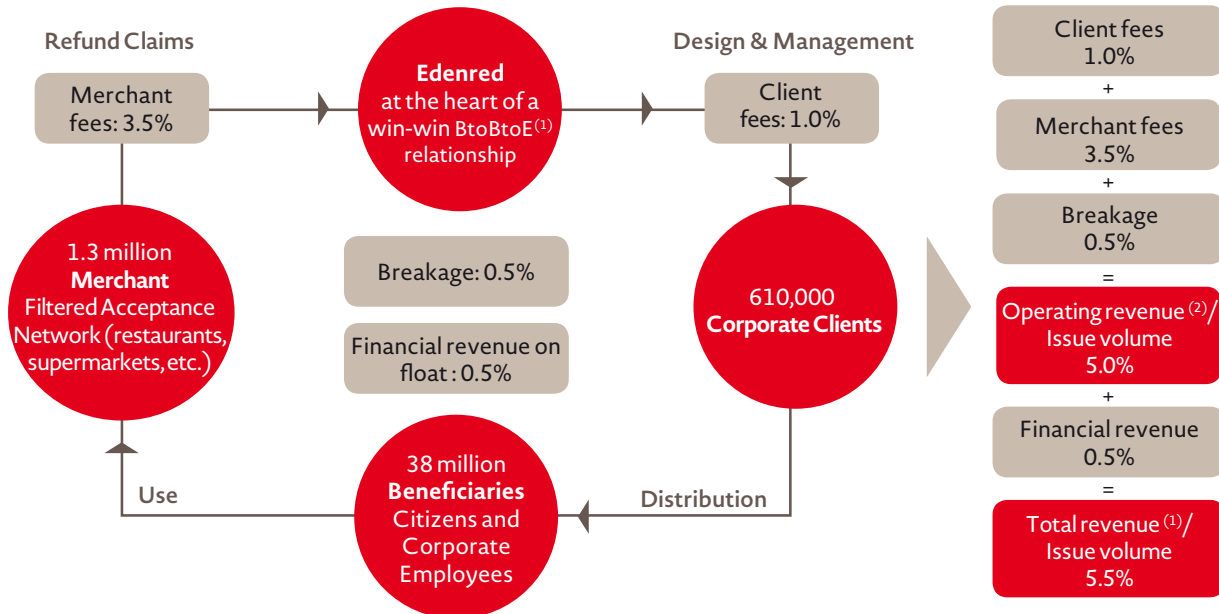 Refund Claims
Merchant
fees: 3.5%
Edenred
at the heart of a
win-win BtoBtoE(1)
relationship
Design & Management
Client
fees: 1.0%
1.3 million
Merchant
Filtered Acceptance
Network (restaurants,
supermarkets, etc.)
Breakage: 0.5%
Financial revenue on
float : 0.5%
610,000
Corporate Clients
38 million
Beneficiaries
Citizens and
Corporate
Employees
Use
Distribution
Client fees
1.0%
+
Merchant fees
3.5%
+
Breakage
0.5%
=
Operating revenue (2)/
Issue volume
5.0%
+
Financial revenue
0.5%
=
Total revenue (1)/
Issue volume
5.5%